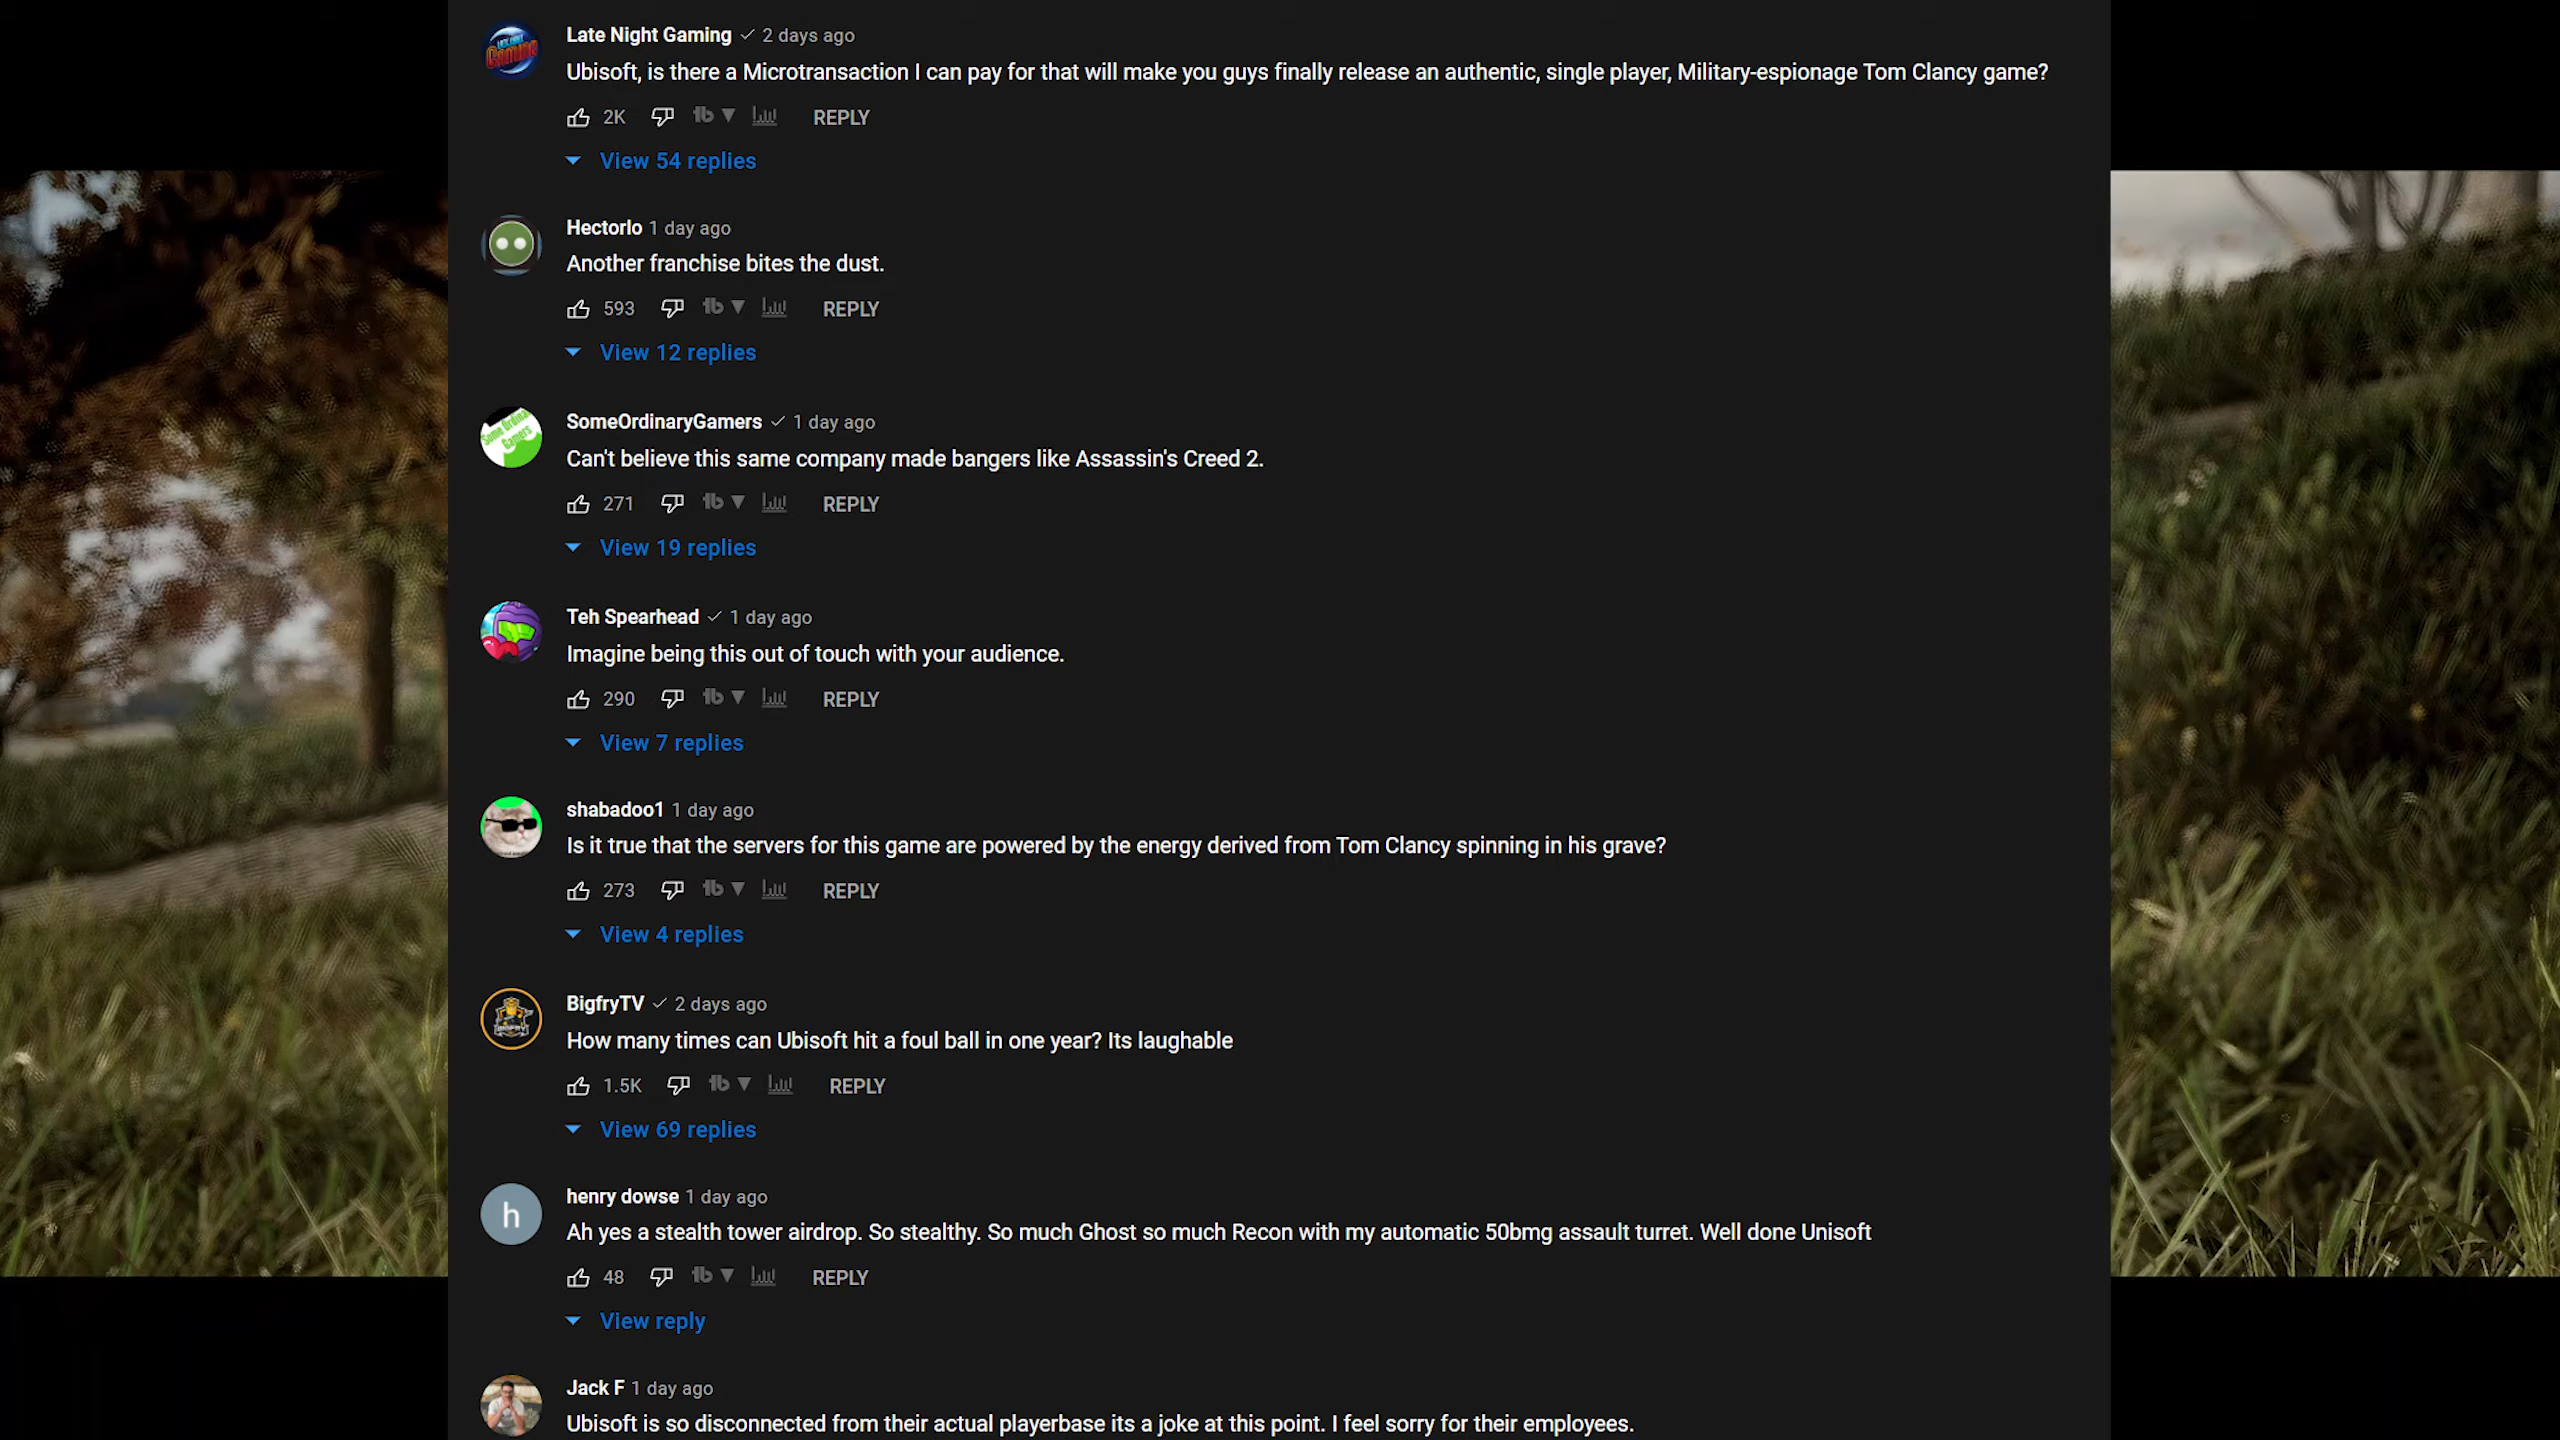 Late Night Gaming 2 days ago
Ubisoft, is there a Microtransaction I can pay for that will make you guys finally release an authentic, single player, Military-espionage Tom Clancy game?
2K REPLY
View 54 replies
Hectorlo 1 day ago
Another franchise bites the dust.
593 REPLY
View 12 replies
SomeOrdinaryGamers 1 day ago
Can't believe this same company made bangers like Assassin's Creed 2.
271 REPLY
View 19 replies
Teh Spearhead 1 day ago
Imagine being this out of touch with your audience.
290 REPLY
View 7 replies
shabadoo1 1 day ago
Is it true that the servers for this game are powered by the energy derived from Tom Clancy spinning in his grave?
273 REPLY
View 4 replies
BigfryTV 2 days ago
How many times can Ubisoft hit a foul ball in one year? Its laughable
1.5K REPLY
View 69 replies
h
henry dowse 1 day ago
Ah yes a stealth tower airdrop. So stealthy. So much Ghost so much Recon with my automatic 50bmg assault turret. Well done Unisoft
48 REPLY
View reply
Jack F 1 day ago
Ubisoft is so disconnected from their actual playerbase its a joke at this point. I feel sorry for their employees.